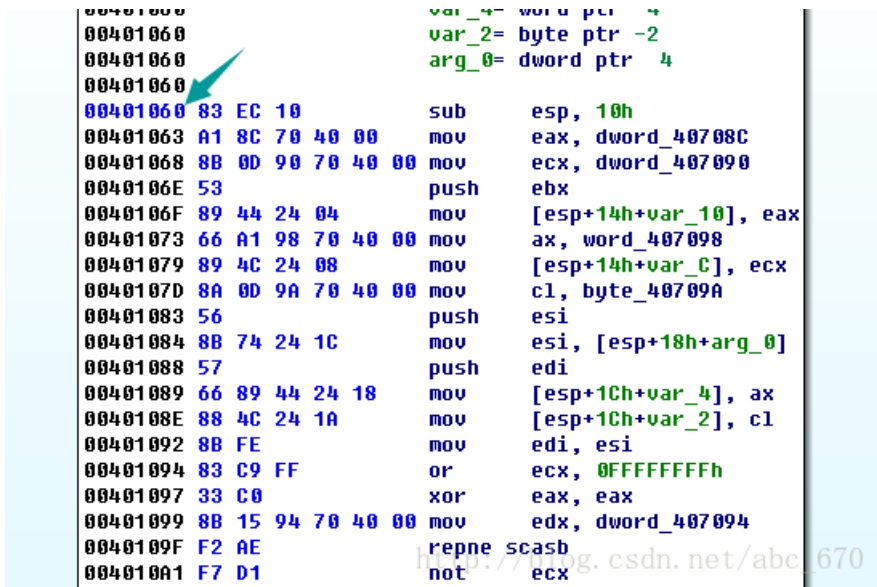 00401060 var_4= word ptr -4
00401060 var_2= byte ptr -2
00401060 arg_0= dword ptr 4
00401060
00401060 83 EC 10 sub esp, 10h
00401063 A1 8C 70 40 00 mov eax, dword_40708C
00401068 8B 0D 90 70 40 00 mov ecx, dword_407090
0040106E 53 push ebx
0040106F 89 44 24 04 mov [esp+14h+var_10], eax
00401073 66 A1 98 70 40 00 mov ax, word_407098
00401079 89 4C 24 08 mov [esp+14h+var_C], ecx
0040107D 8A 0D 9A 70 40 00 mov cl, byte_40709A
00401083 56 push esi
00401084 8B 74 24 1C mov esi, [esp+18h+arg_0]
00401088 57 push edi
00401089 66 89 44 24 18 mov [esp+1Ch+var_4], ax
0040108E 88 4C 24 1A mov [esp+1Ch+var_2], cl
00401092 8B FE mov edi, esi
00401094 83 C9 FF or ecx, 0FFFFFFFFh
00401097 33 C0 xor eax, eax
00401099 8B 15 94 70 40 00 mov edx, dword_407094
0040109F F2 AE repne scasb
004010A1 F7 D1 not ecx
http://blog.csdn.net/abc_670